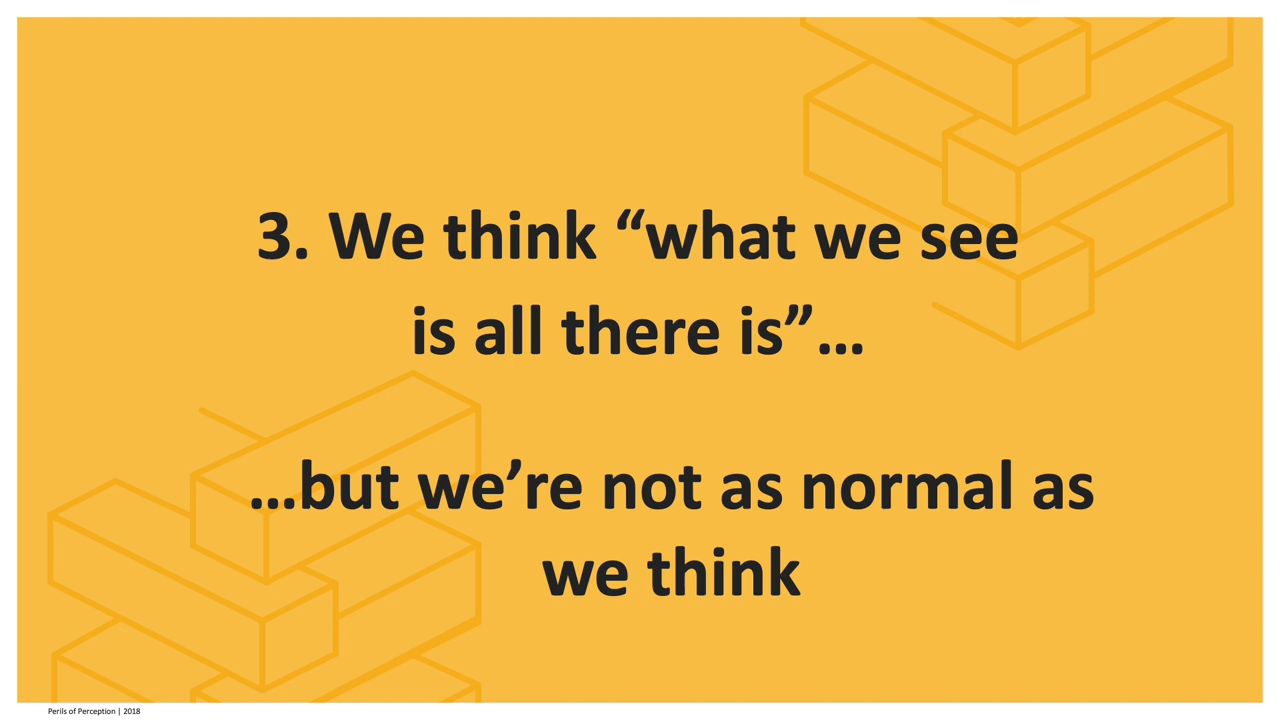 3. We think “what we see
is all there is”…
…but we’re not as normal as
we think
Perils of Perception | 2018